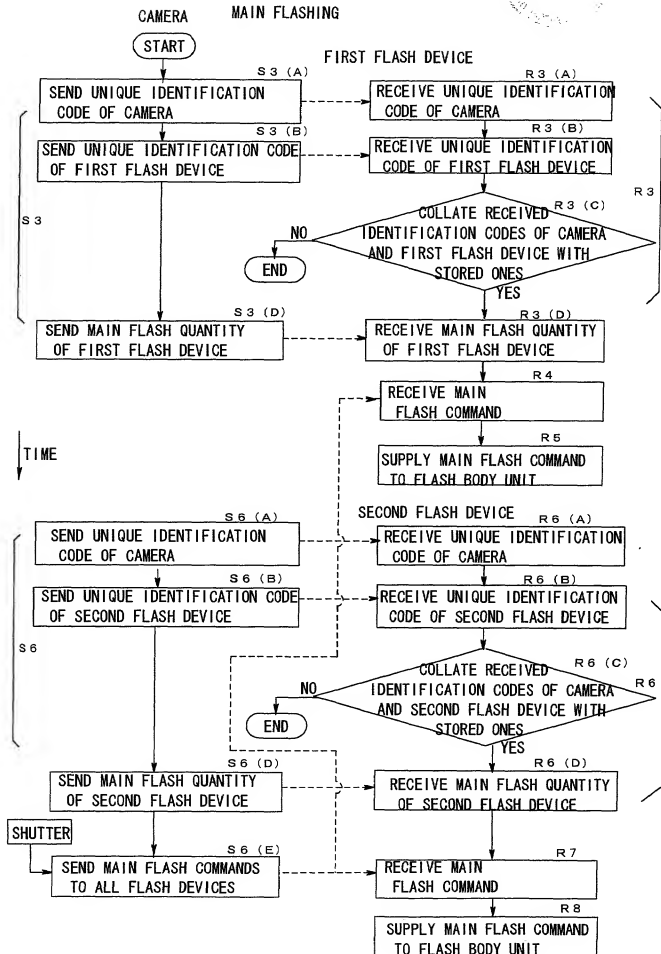 CAMERA MAIN FLASHING
START
FIRST FLASH DEVICE
S3 (A)
SEND UNIQUE IDENTIFICATION
CODE OF CAMERA
R3 (A)
RECEIVE UNIQUE IDENTIFICATION
CODE OF CAMERA
S3 (B)
SEND UNIQUE IDENTIFICATION CODE
OF FIRST FLASH DEVICE
R3 (B)
RECEIVE UNIQUE IDENTIFICATION
CODE OF FIRST FLASH DEVICE
R3
S3
R3 (C)
COLLATE RECEIVED
IDENTIFICATION CODES OF CAMERA
AND FIRST FLASH DEVICE WITH
STORED ONES
NO
END
YES
S3 (D)
SEND MAIN FLASH QUANTITY
OF FIRST FLASH DEVICE
R3 (D)
RECEIVE MAIN FLASH QUANTITY
OF FIRST FLASH DEVICE
R4
RECEIVE MAIN
FLASH COMMAND
TIME
R5
SUPPLY MAIN FLASH COMMAND
TO FLASH BODY UNIT
SECOND FLASH DEVICE
S6 (A)
SEND UNIQUE IDENTIFICATION
CODE OF CAMERA
R6 (A)
RECEIVE UNIQUE IDENTIFICATION
CODE OF CAMERA
S6 (B)
SEND UNIQUE IDENTIFICATION CODE
OF SECOND FLASH DEVICE
R6 (B)
RECEIVE UNIQUE IDENTIFICATION
CODE OF SECOND FLASH DEVICE
S6
R6 (C)
COLLATE RECEIVED
IDENTIFICATION CODES OF CAMERA
AND SECOND FLASH DEVICE WITH
STORED ONES
R6
NO
END
YES
S6 (D)
SEND MAIN FLASH QUANTITY
OF SECOND FLASH DEVICE
R6 (D)
RECEIVE MAIN FLASH QUANTITY
OF SECOND FLASH DEVICE
SHUTTER
S6 (E)
SEND MAIN FLASH COMMANDS
TO ALL FLASH DEVICES
R7
RECEIVE MAIN
FLASH COMMAND
R8
SUPPLY MAIN FLASH COMMAND
TO FLASH BODY UNIT